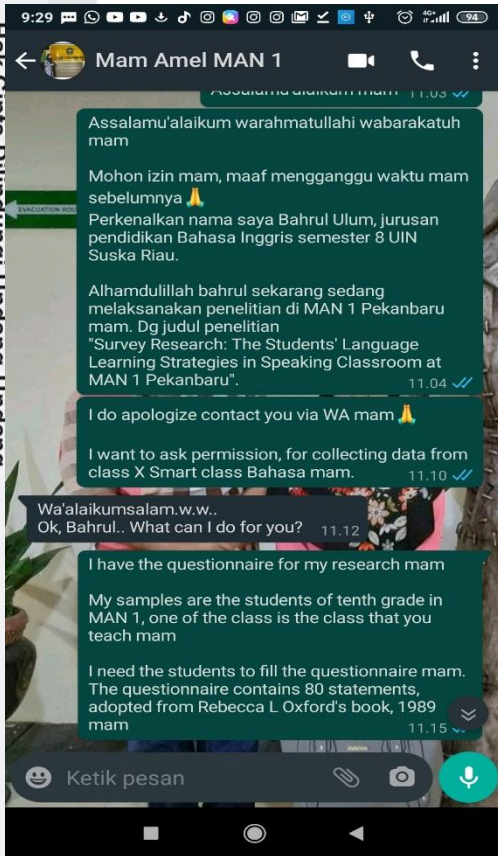 9:29
94
Mam Amel MAN 1
11.03
Assalamu'alaikum warahmatullahi wabarakatuh
mam
Mohon izin mam, maaf mengganggu waktu mam
sebelumnya 🙏
Perkenalkan nama saya Bahrul Ulum, jurusan
pendidikan Bahasa Inggris semester 8 UIN
Suska Riau.
Alhamdulillah bahrul sekarang sedang
melaksanakan penelitian di MAN 1 Pekanbaru
mam. Dg judul penelitian
"Survey Research: The Students' Language
Learning Strategies in Speaking Classroom at
MAN 1 Pekanbaru".
11.04
I do apologize contact you via WA mam 🙏
I want to ask permission, for collecting data from
class X Smart class Bahasa mam.
11.10
Wa'alaikumsalam.w.w..
Ok, Bahrul.. What can I do for you?
11.12
I have the questionnaire for my research mam
My samples are the students of tenth grade in
MAN 1, one of the class is the class that you
teach mam
I need the students to fill the questionnaire mam.
The questionnaire contains 80 statements,
adopted from Rebecca L Oxford's book, 1989
mam
11.15
Ketik pesan